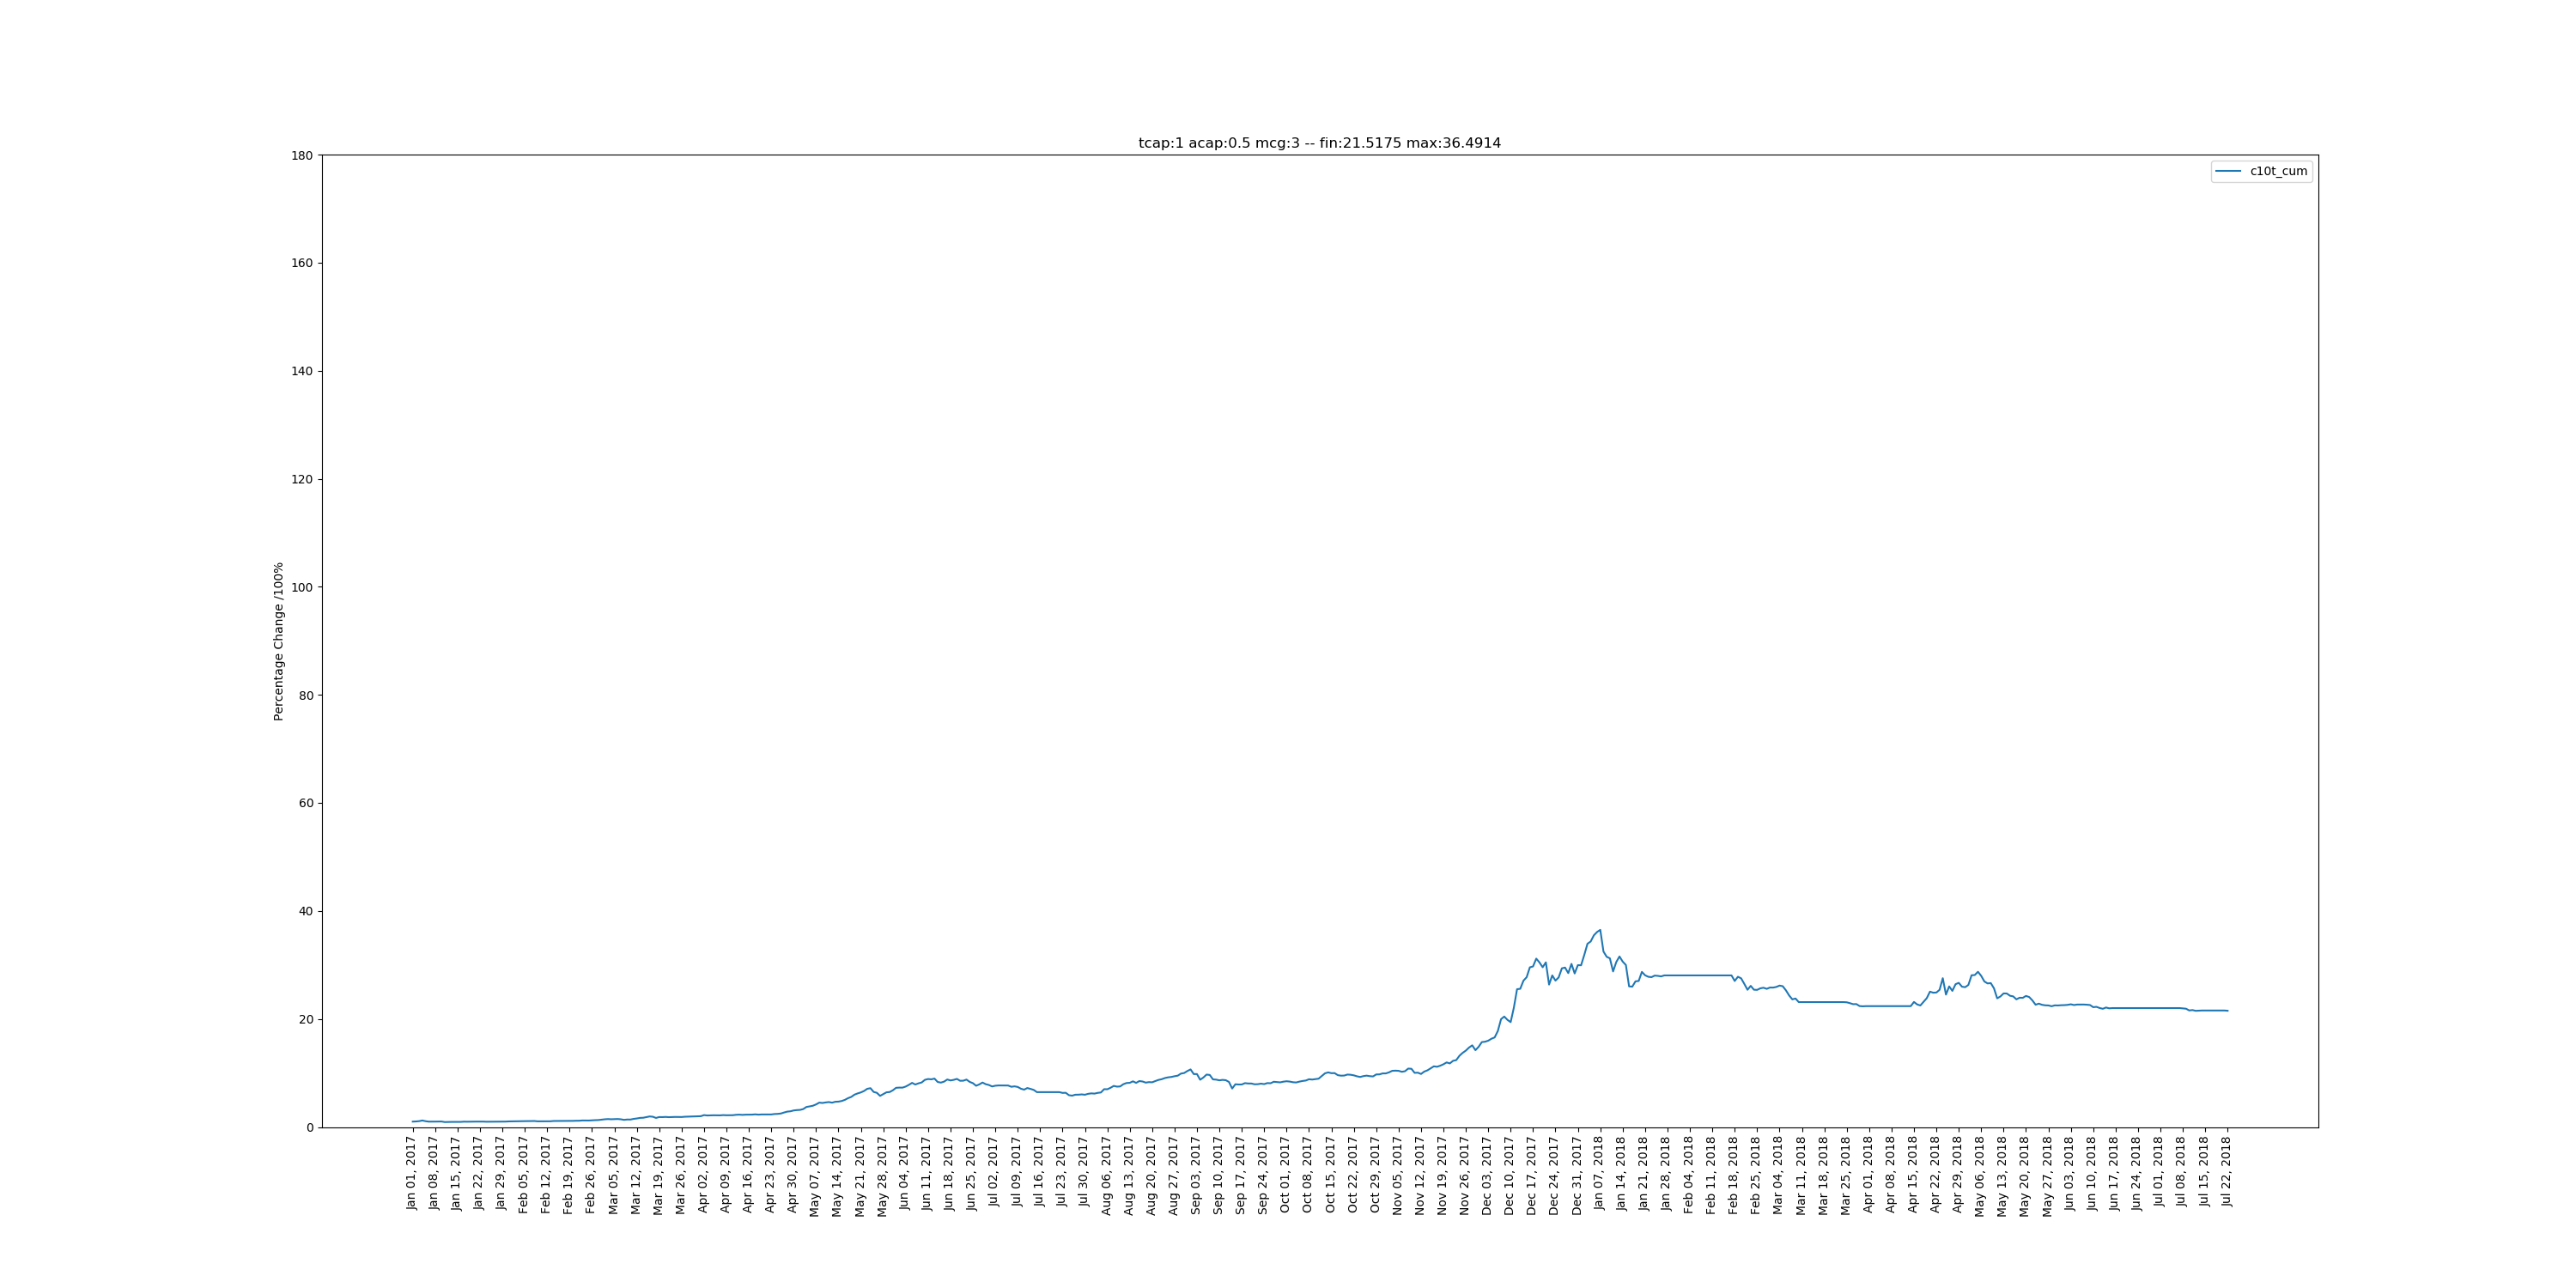 tcap:1 acap:0.5 mcg:3 -- fin:21.5175 max:36.4914
c10t_cum
Percentage Change /100%
180
160
140
120
100
80
60
40
20
0
Jan 01, 2017
Jan 08, 2017
Jan 15, 2017
Jan 22, 2017
Jan 29, 2017
Feb 05, 2017
Feb 12, 2017
Feb 19, 2017
Feb 26, 2017
Mar 05, 2017
Mar 12, 2017
Mar 19, 2017
Mar 26, 2017
Apr 02, 2017
Apr 09, 2017
Apr 16, 2017
Apr 23, 2017
Apr 30, 2017
May 07, 2017
May 14, 2017
May 21, 2017
May 28, 2017
Jun 04, 2017
Jun 11, 2017
Jun 18, 2017
Jun 25, 2017
Jul 02, 2017
Jul 09, 2017
Jul 16, 2017
Jul 23, 2017
Jul 30, 2017
Aug 06, 2017
Aug 13, 2017
Aug 20, 2017
Aug 27, 2017
Sep 03, 2017
Sep 10, 2017
Sep 17, 2017
Sep 24, 2017
Oct 01, 2017
Oct 08, 2017
Oct 15, 2017
Oct 22, 2017
Oct 29, 2017
Nov 05, 2017
Nov 12, 2017
Nov 19, 2017
Nov 26, 2017
Dec 03, 2017
Dec 10, 2017
Dec 17, 2017
Dec 24, 2017
Dec 31, 2017
Jan 07, 2018
Jan 14, 2018
Jan 21, 2018
Jan 28, 2018
Feb 04, 2018
Feb 11, 2018
Feb 18, 2018
Feb 25, 2018
Mar 04, 2018
Mar 11, 2018
Mar 18, 2018
Mar 25, 2018
Apr 01, 2018
Apr 08, 2018
Apr 15, 2018
Apr 22, 2018
Apr 29, 2018
May 06, 2018
May 13, 2018
May 20, 2018
May 27, 2018
Jun 03, 2018
Jun 10, 2018
Jun 17, 2018
Jun 24, 2018
Jul 01, 2018
Jul 08, 2018
Jul 15, 2018
Jul 22, 2018